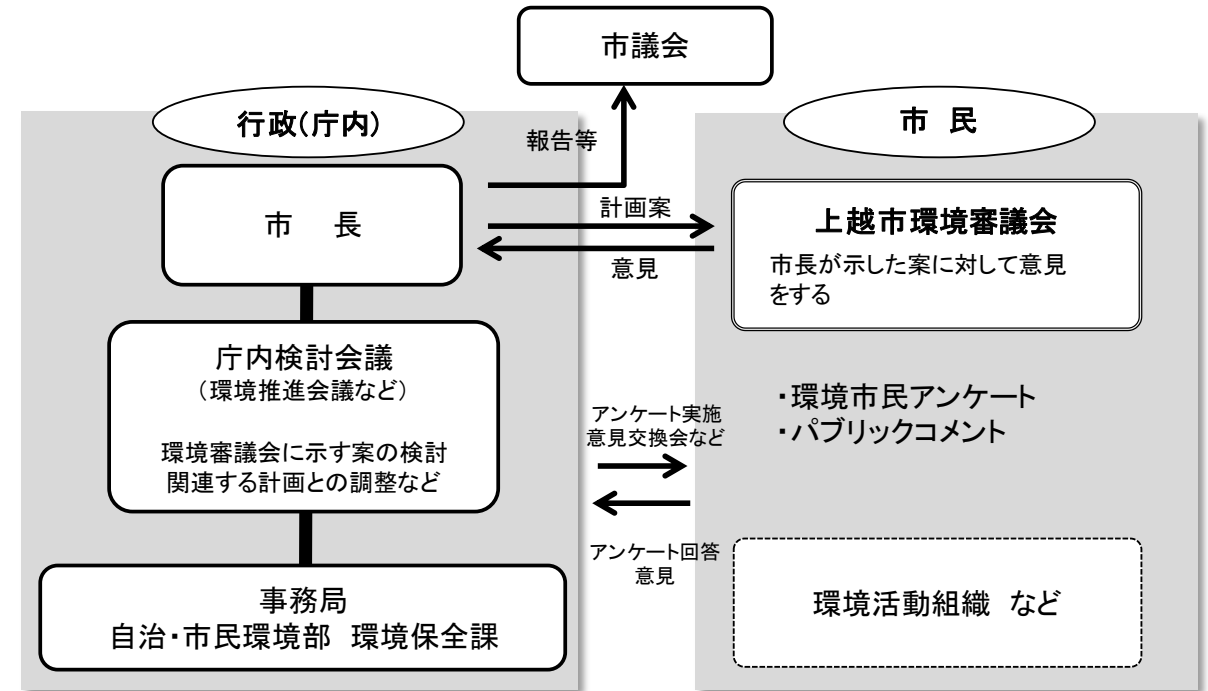 市議会
行政(庁内)
市 民
報告等
市 長
計画案
意見
上越市環境審議会
市長が示した案に対して意見
をする
庁内検討会議
(環境推進会議など)
環境審議会に示す案の検討
関連する計画との調整など
アンケート実施
意見交換会など
・環境市民アンケート
・パブリックコメント
アンケート回答
意見
事務局
自治・市民環境部 環境保全課
環境活動組織 など